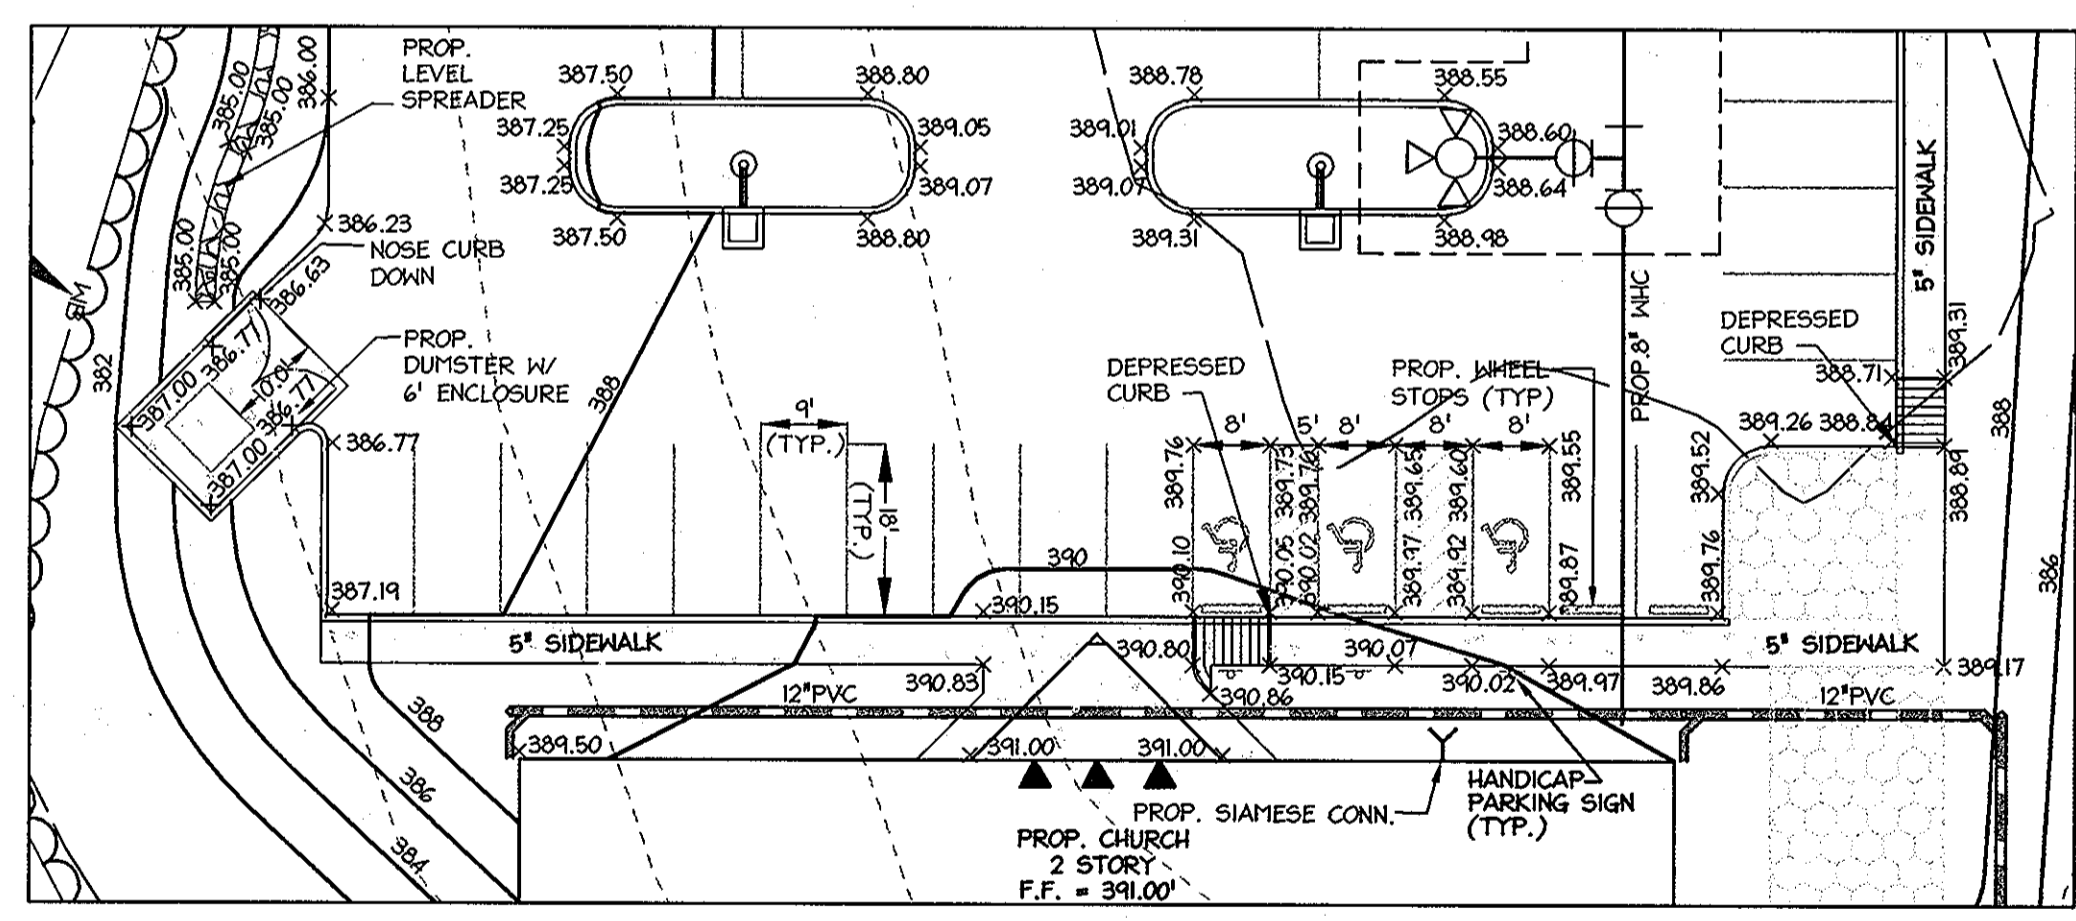 PROP.
LEVEL
SPREADER
385.00
385.00
386.00
387.50
388.80
388.78
388.55
387.25
389.05
389.01
388.60
387.25
389.07
389.07
388.64
387.50
388.80
389.31
388.98
386.23
NOSE CURB
DOWN
385.00
385.00
386.63
BM
5" SIDEWALK
PROP.
DUMSTER W/
6' ENCLOSURE
382
387.00
386.77
10.0'
386.77
387.00
388
DEPRESSED
CURB
PROP. WHEEL
STOPS (TYP)
PROP.8" WHC
DEPRESSED
CURB
389.31
388.71
389.26
388.84
388
386.77
9'
(TYP.)
18'
(TYP.)
8'
5'
8'
8'
8'
389.76
389.73
389.76
389.65
389.60
389.55
389.52
388.89
390.10
390.05
390.02
389.97
389.92
389.87
389.76
386
387.19
390
390.15
5" SIDEWALK
390.80
390.07
5" SIDEWALK
390.83
390.15
390.02
389.97
389.86
389.17
12"PVC
390.86
12"PVC
388
386
384
389.50
391.00
391.00
HANDICAP
PARKING SIGN
(TYP.)
PROP. SIAMESE CONN.
PROP. CHURCH
2 STORY
F.F. = 391.00'